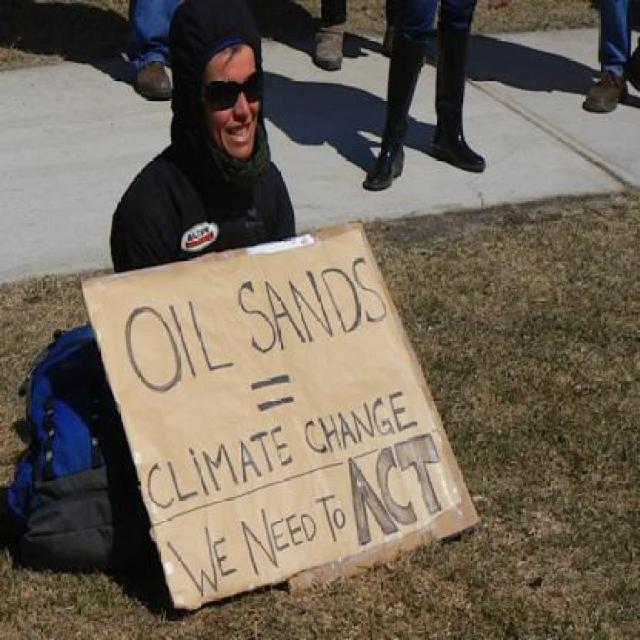 OIL SANDS
=
CLIMATE CHANGE
WE NEED TO ACT